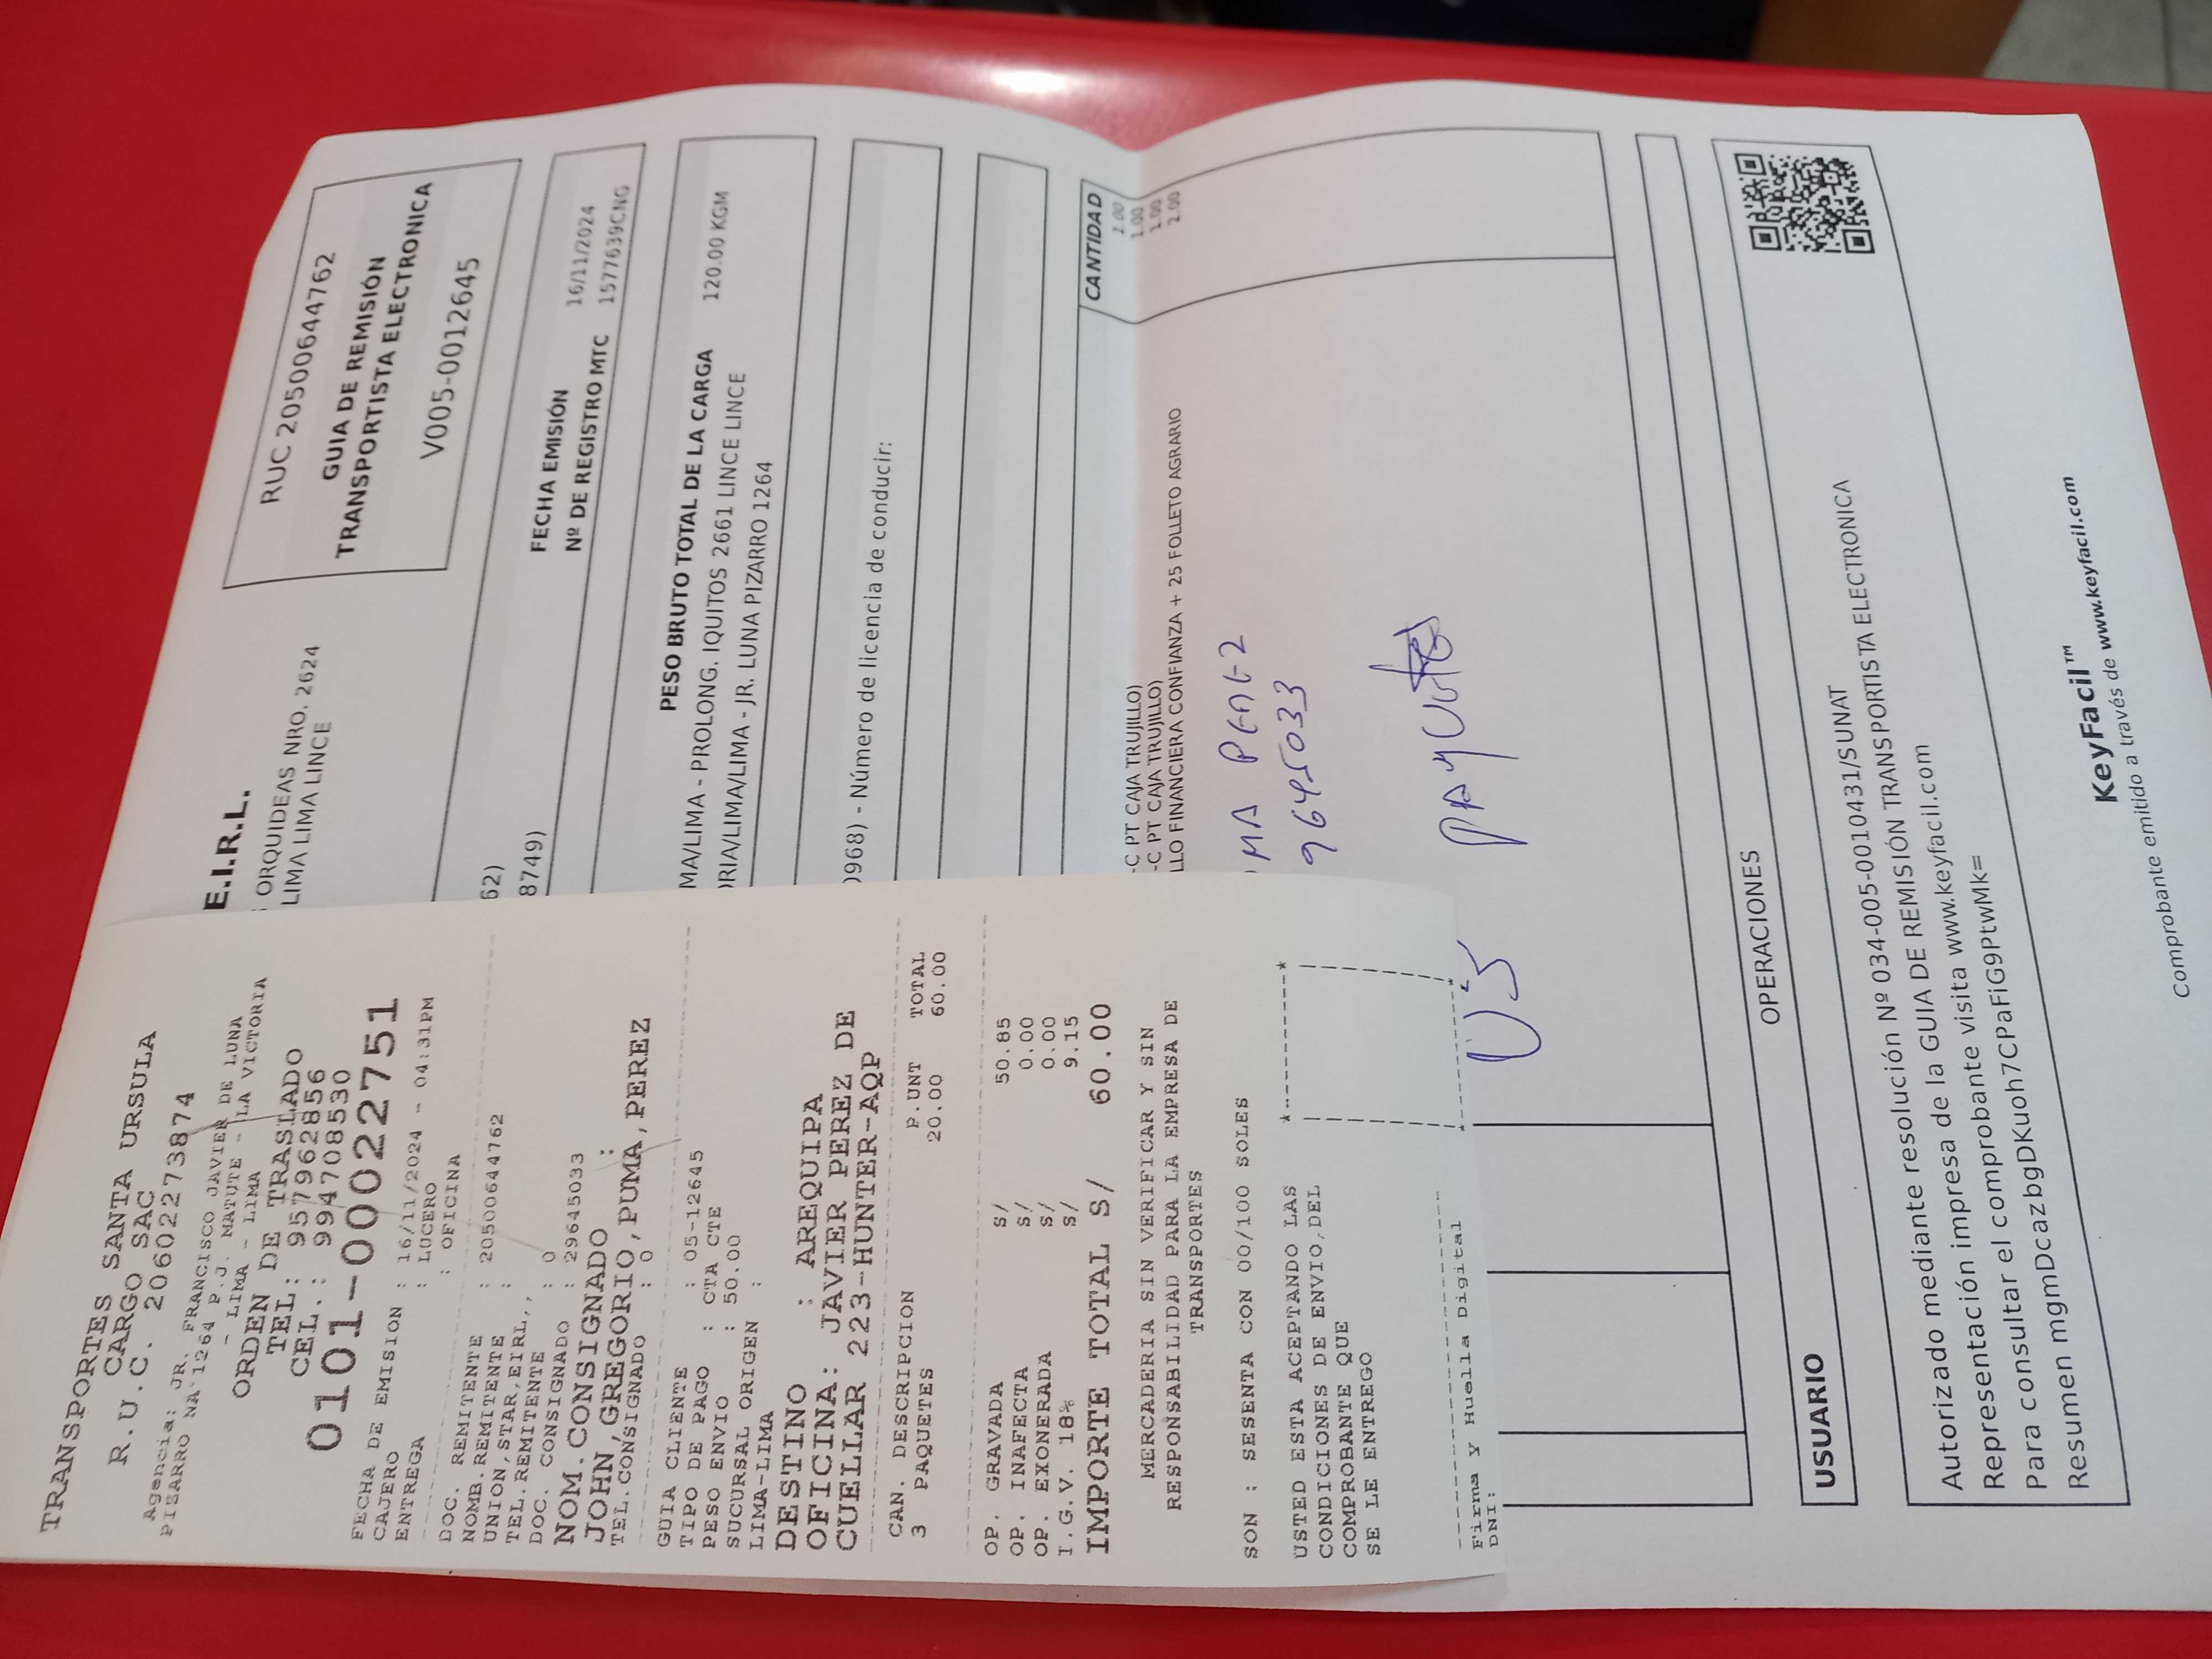 TRANSPORTES SANTA URSULA
CARGO SAC
R.U.C. 20602273874
Agencia: JR. FRANCISCO JAVIER DE LUNA
PIZARRO NA°1264 P.J. MATUTE - LA VICTORIA
- LIMA - LIMA
ORDEN DE TRASLADO
TEL: 957962856
CEL.: 994708530
0101-0002751
FECHA DE EMISION : 16/11/2024 - 04:31PM
CAJERO : LUCERO
ENTREGA : OFICINA
DOC. REMITENTE : 20500644762
NOMB.REMITENTE :
UNION,STAR,EIRL,,
TEL.REMITENTE : 0
DOC. CONSIGNADO : 29645033
NOM.CONSIGNADO :
JOHN,GREGORIO,PUMA,PEREZ
TEL.CONSIGNADO : 0
GUIA CLIENTE : 05-12645
TIPO DE PAGO : CTA CTE
PESO ENVIO : 50.00
SUCURSAL ORIGEN :
LIMA-LIMA
DESTINO : AREQUIPA
OFICINA: JAVIER PEREZ DE
CUELLAR 223-HUNTER-AQP
CAN. DESCRIPCION P.UNT TOTAL
3 PAQUETES 20.00 60.00
OP. GRAVADA S/ 50.85
OP. INAFECTA S/ 0.00
OP. EXONERADA S/ 0.00
I.G.V. 18% S/ 9.15
IMPORTE TOTAL S/ 60.00
MERCADERIA SIN VERIFICAR Y SIN
RESPONSABILIDAD PARA LA EMPRESA DE
TRANSPORTES
SON : SESENTA CON 00/100 SOLES
USTED ESTA ACEPTANDO LAS
CONDICIONES DE ENVIO,DEL
COMPROBANTE QUE
SE LE ENTREGO
Firma y Huella Digital
DNI:
E.I.R.L.
ORQUIDEAS NRO. 2624
LIMA LIMA LINCE
RUC 20500644762
GUIA DE REMISIÓN
TRANSPORTISTA ELECTRONICA
V005-0012645
62)
8749)
FECHA EMISIÓN 16/11/2024
Nº DE REGISTRO MTC 1577639CNG
PESO BRUTO TOTAL DE LA CARGA 120.00 KGM
MA/LIMA - PROLONG. IQUITOS 2661 LINCE LINCE
ORIA/LIMA/LIMA - JR. LUNA PIZARRO 1264
0968) - Número de licencia de conducir:
CANTIDAD
-C PT CAJA TRUJILLO) 1.00
-C PT CAJA TRUJILLO) 1.00
LLO FINANCIERA CONFIANZA + 25 FOLLETO AGRARIO 1.00
2.00
MA
9645033
OPERACIONES
USUARIO
Autorizado mediante resolución Nº 034-005-0010431/SUNAT
Representación impresa de la GUIA DE REMISIÓN TRANSPORTISTA ELECTRONICA
Para consultar el comprobante visita www.keyfacil.com
Resumen mgmDcazbgDKuoh7CPaFiG9PtwMk=
KeyFacil™
Comprobante emitido a través de www.keyfacil.com